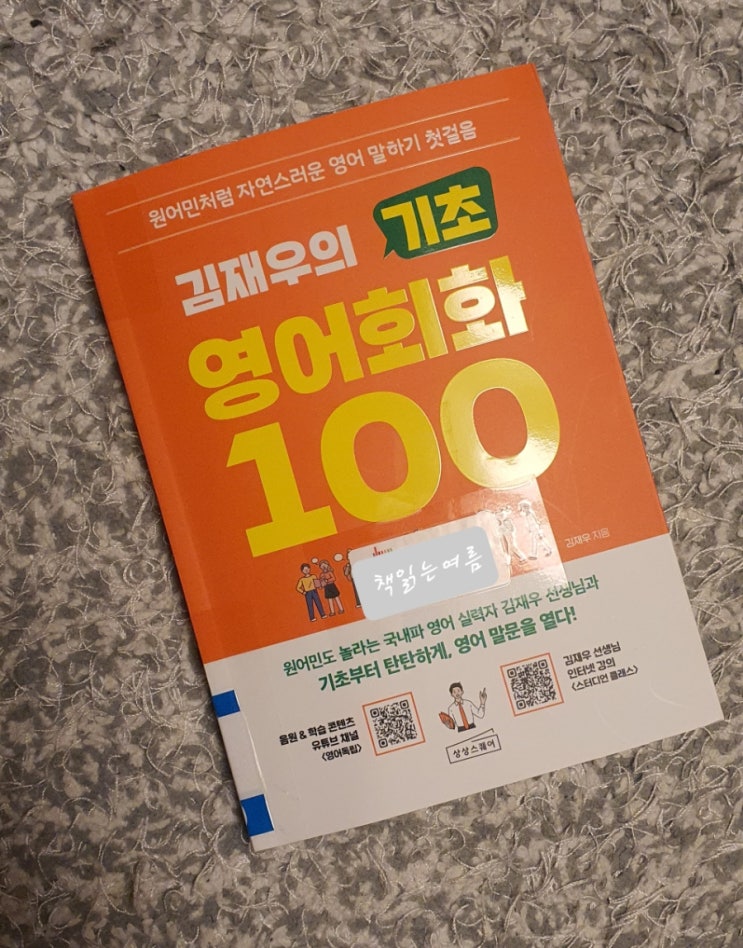 원어민처럼 자연스러운 영어 말하기 첫걸음
김재우의 기초
영어회화
100
김재우 지음
책읽는여름
원어민도 놀라는 국내파 영어 실력자 김재우 선생님과
기초부터 탄탄하게, 영어 말문을 열다!
음원 & 학습 콘텐츠
유튜브 채널
<영어독립>
상상스퀘어
김재우 선생님
인터넷 강의
<스터디언 클래스>